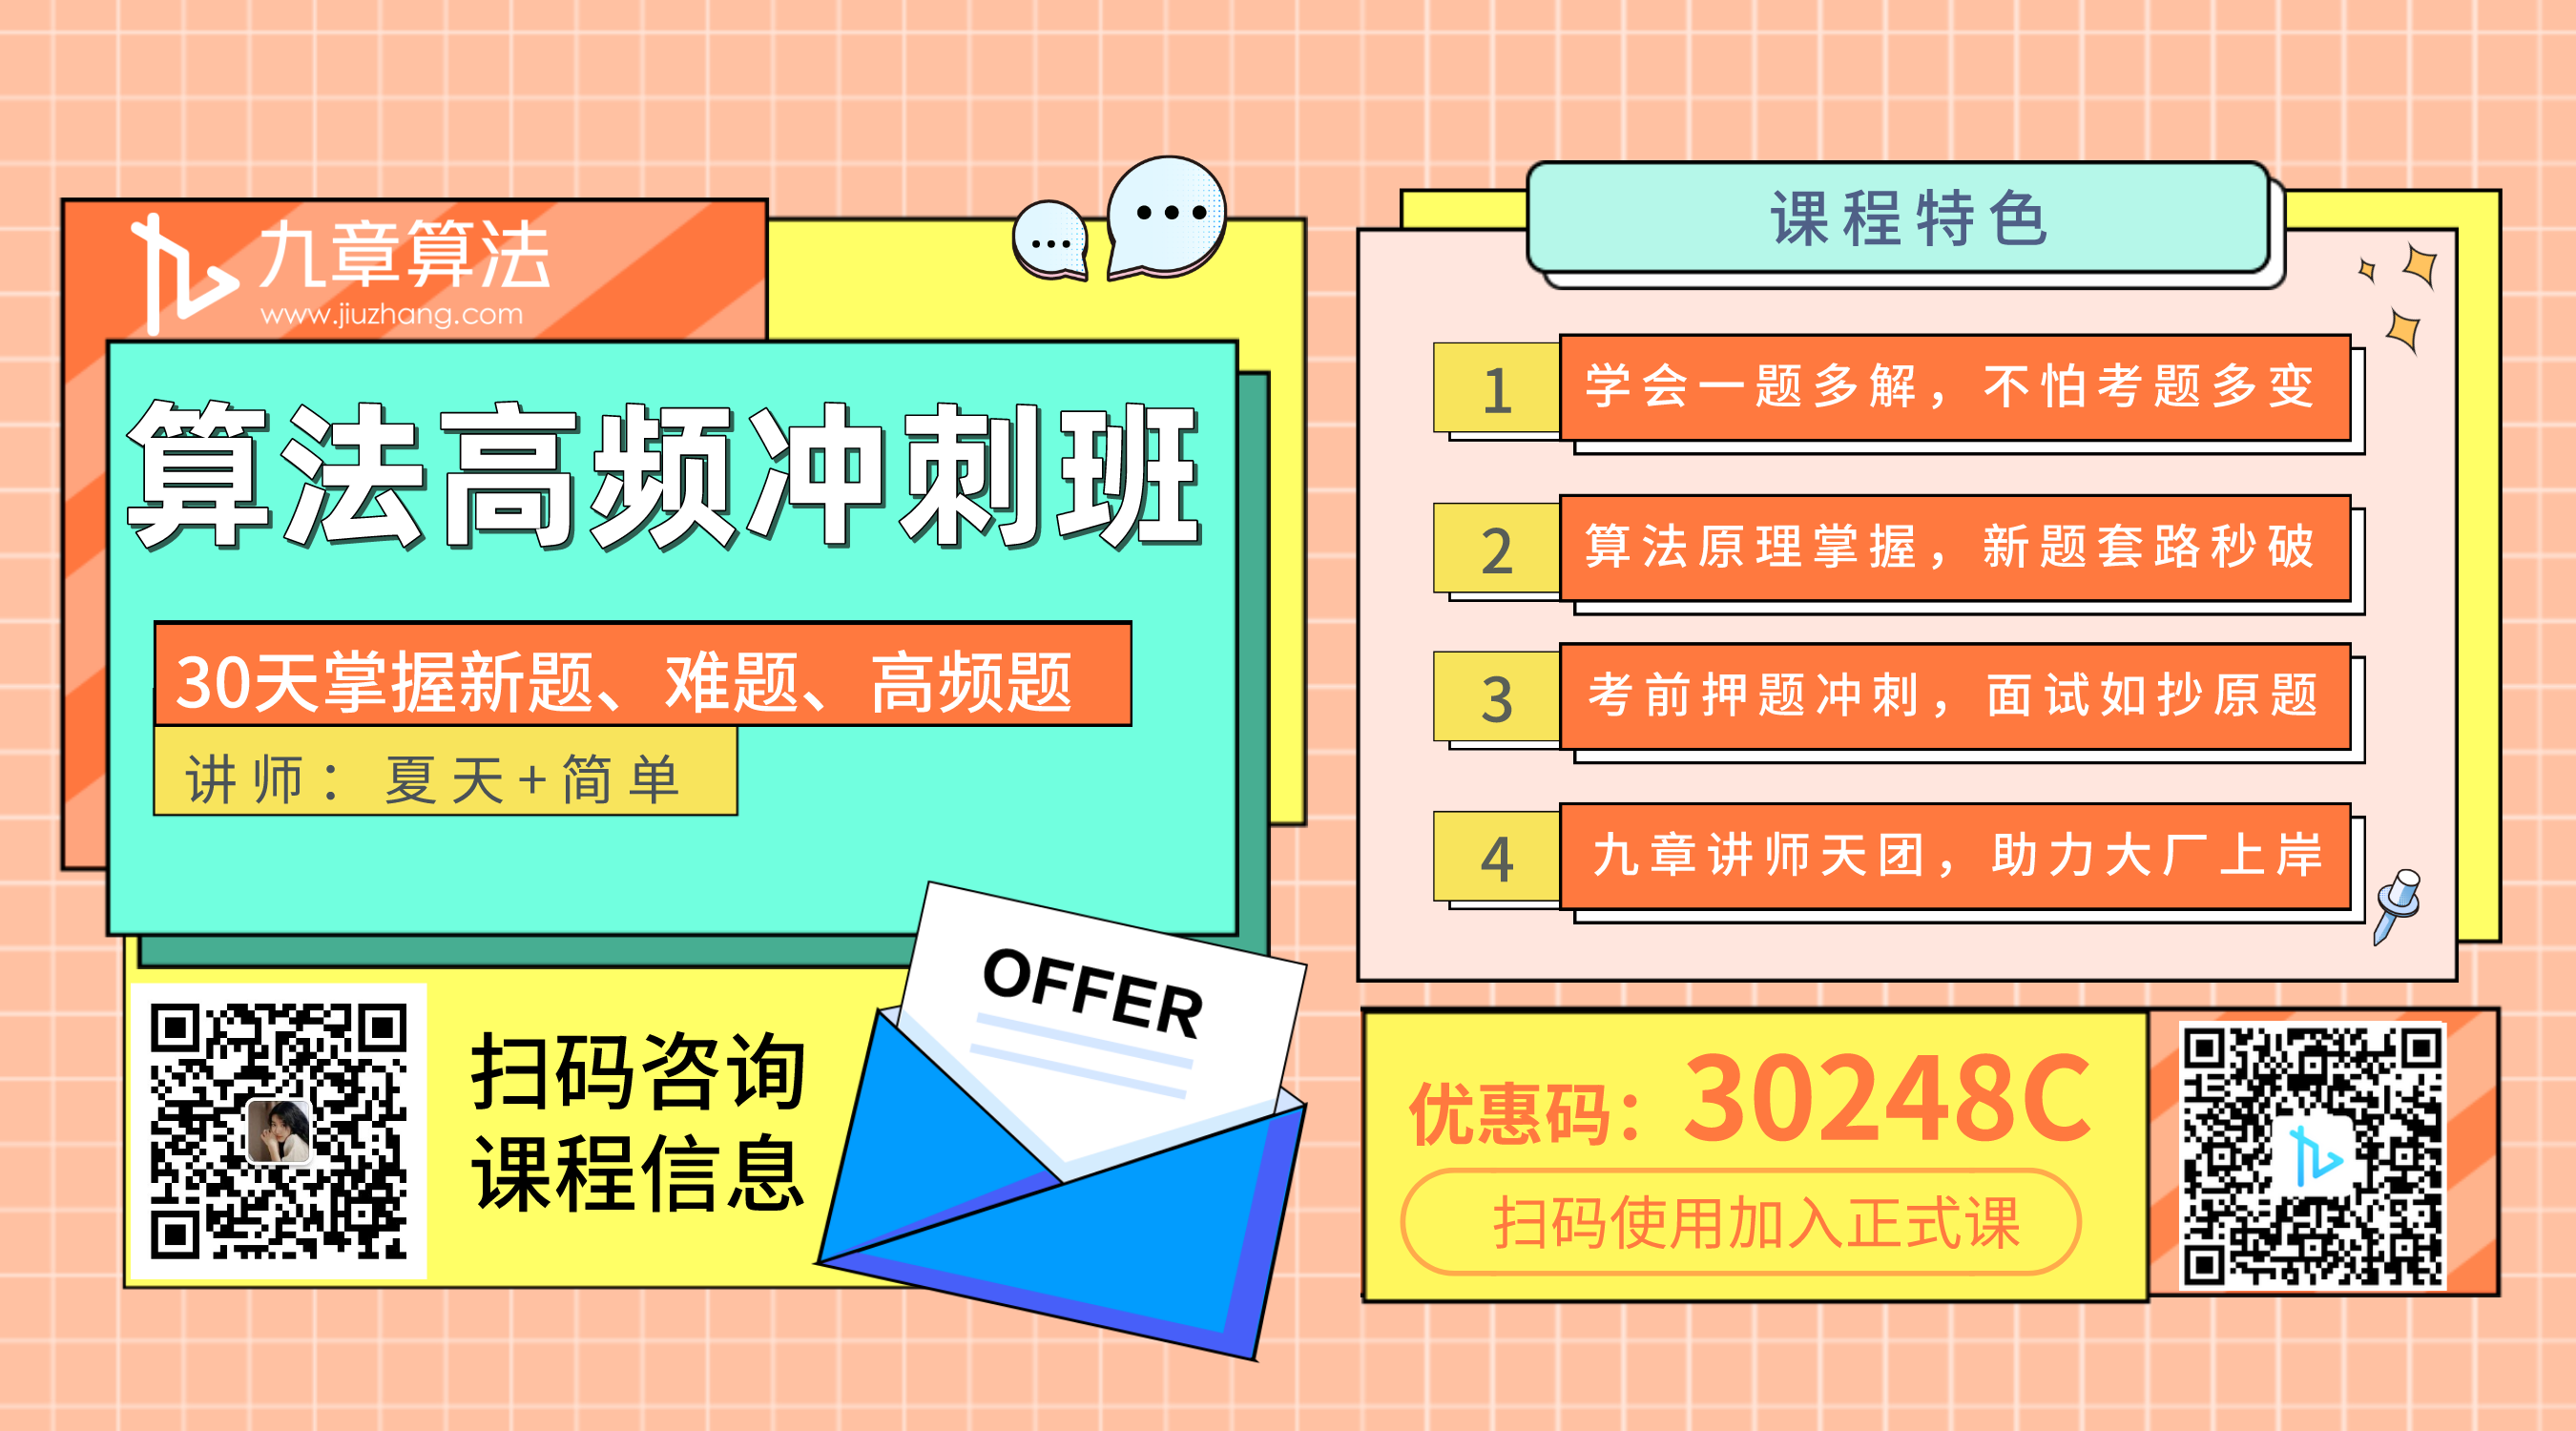 九章算法
www.jiuzhang.com
算法高频冲刺班
30天掌握新题、难题、高频题
讲师：夏天+简单
扫码咨询
课程信息
OFFER
课程特色
1 学会一题多解，不怕考题多变
2 算法原理掌握，新题套路秒破
3 考前押题冲刺，面试如抄原题
4 九章讲师天团，助力大厂上岸
优惠码：30248C
扫码使用加入正式课